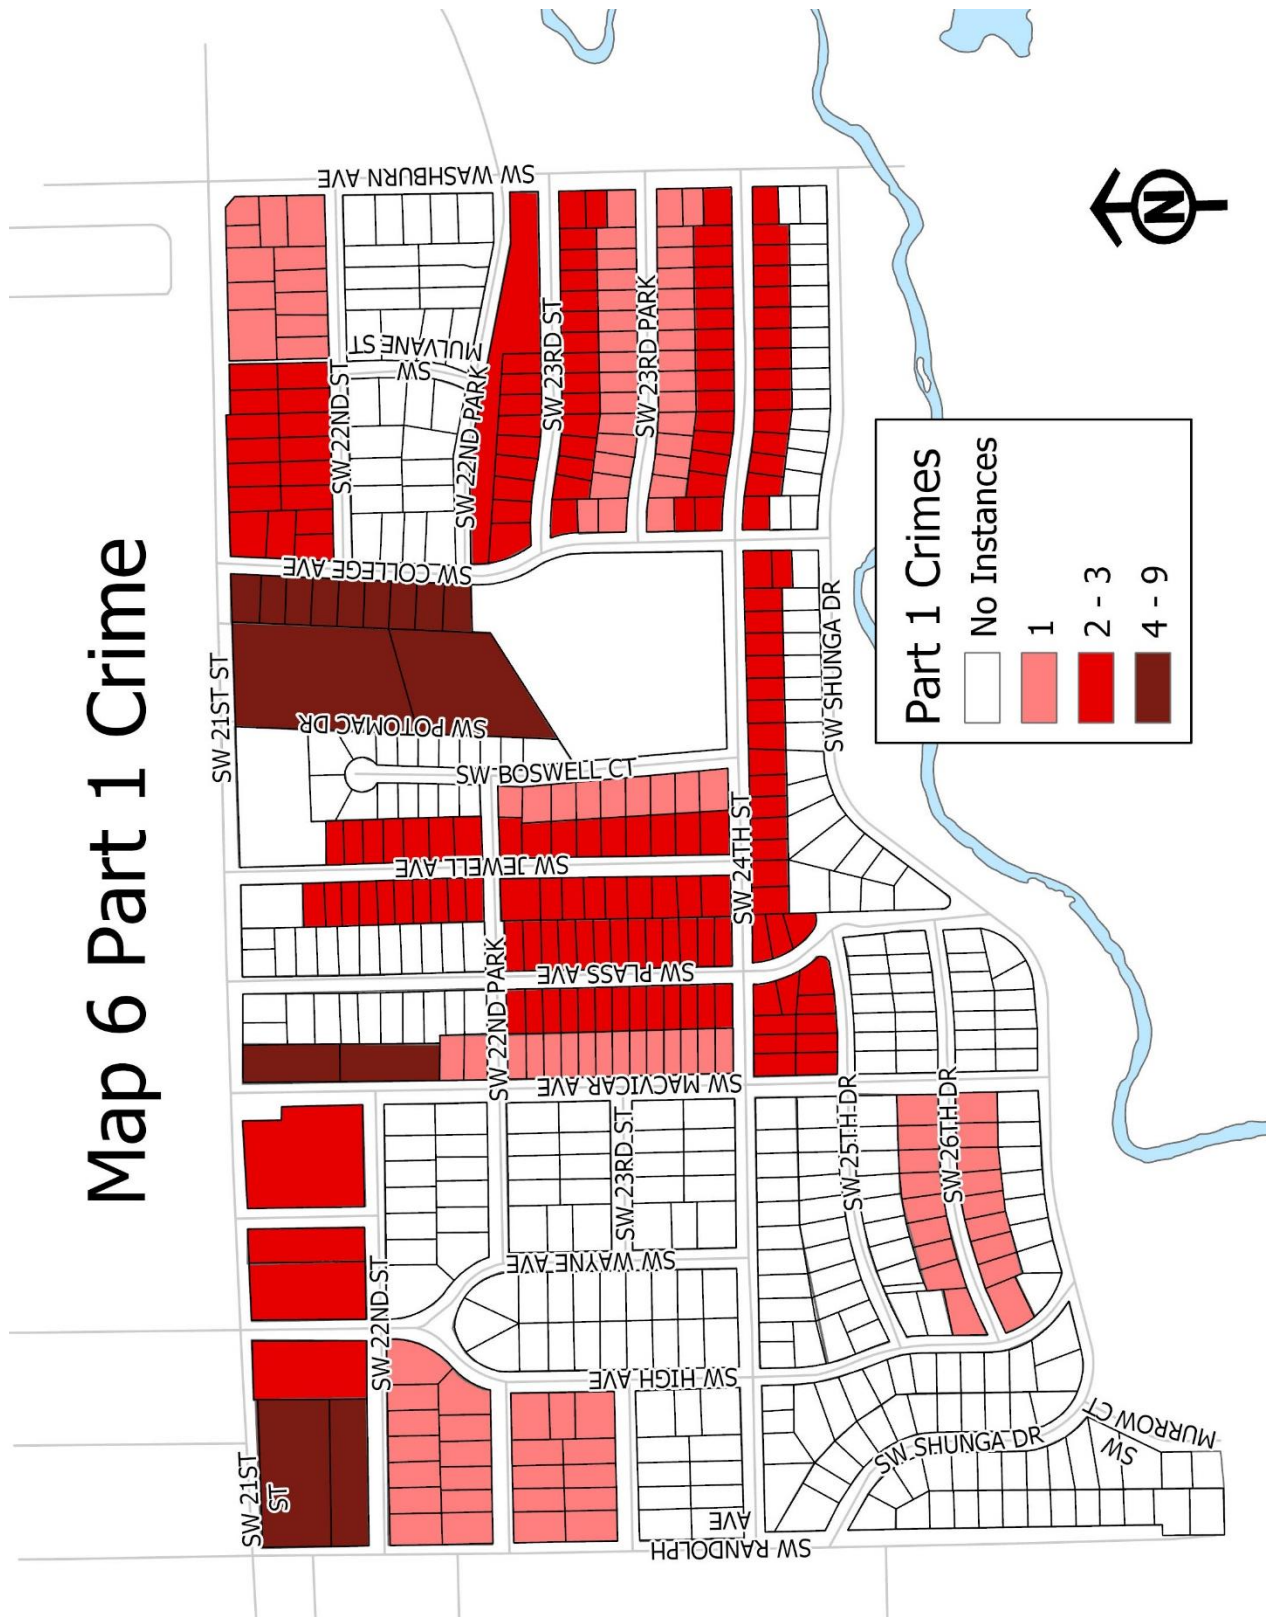 Map 6 Part 1 Crime
SW 21ST
ST
SW 21ST ST
SW 22ND ST
SW 22ND ST
SW 22ND PARK
SW 22ND PARK
SW
MULVANE ST
SW 23RD ST
SW 23RD ST
SW 23RD PARK
SW 24TH ST
SW 25TH DR
SW 26TH DR
SW SHUNGA DR
SW SHUNGA DR
SW
MURROW CT
SW RANDOLPH
AVE
SW HIGH AVE
SW WAYNE AVE
SW MACVICAR AVE
SW PLASS AVE
SW JEWELL AVE
SW BOSWELL CT
SW POTOMAC DR
SW COLLEGE AVE
SW WASHBURN AVE
Part 1 Crimes
No Instances
1
2 - 3
4 - 9
N